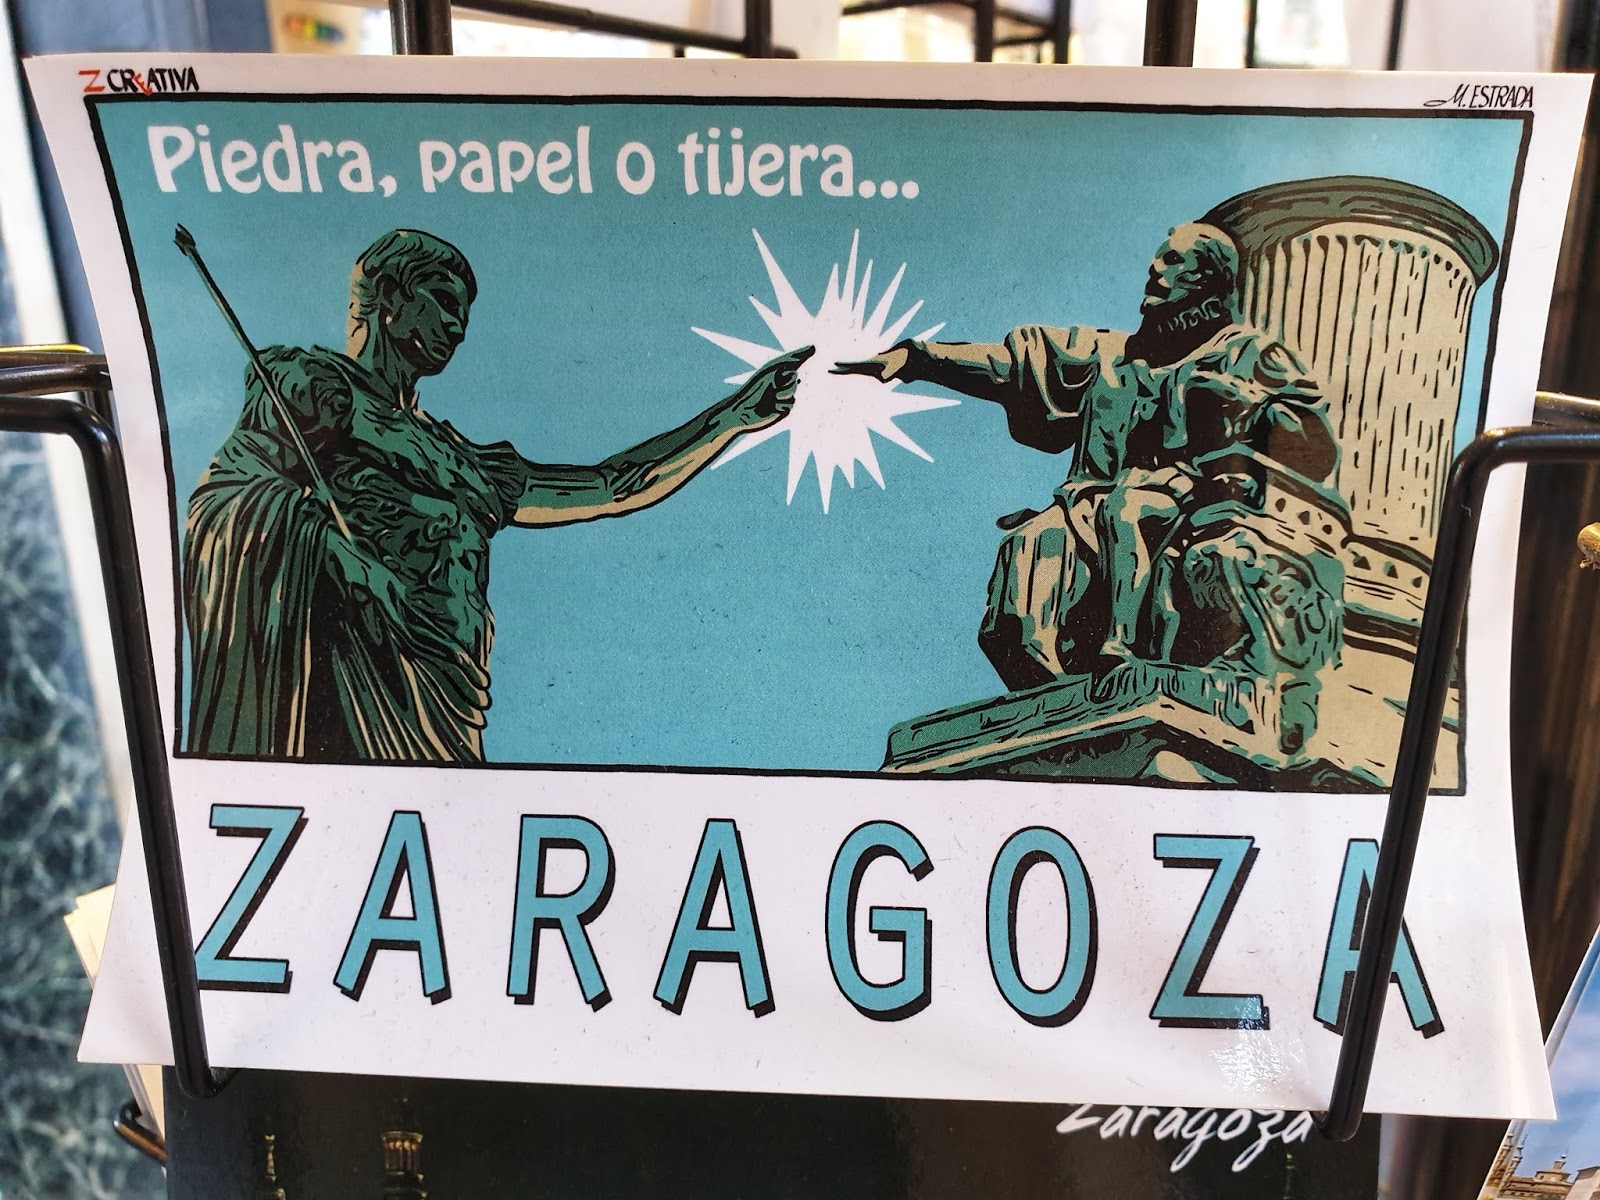 Z CREATIVA
M. ESTRADA
Piedra, papel o tijera...
ZARAGOZA
Zaragoza